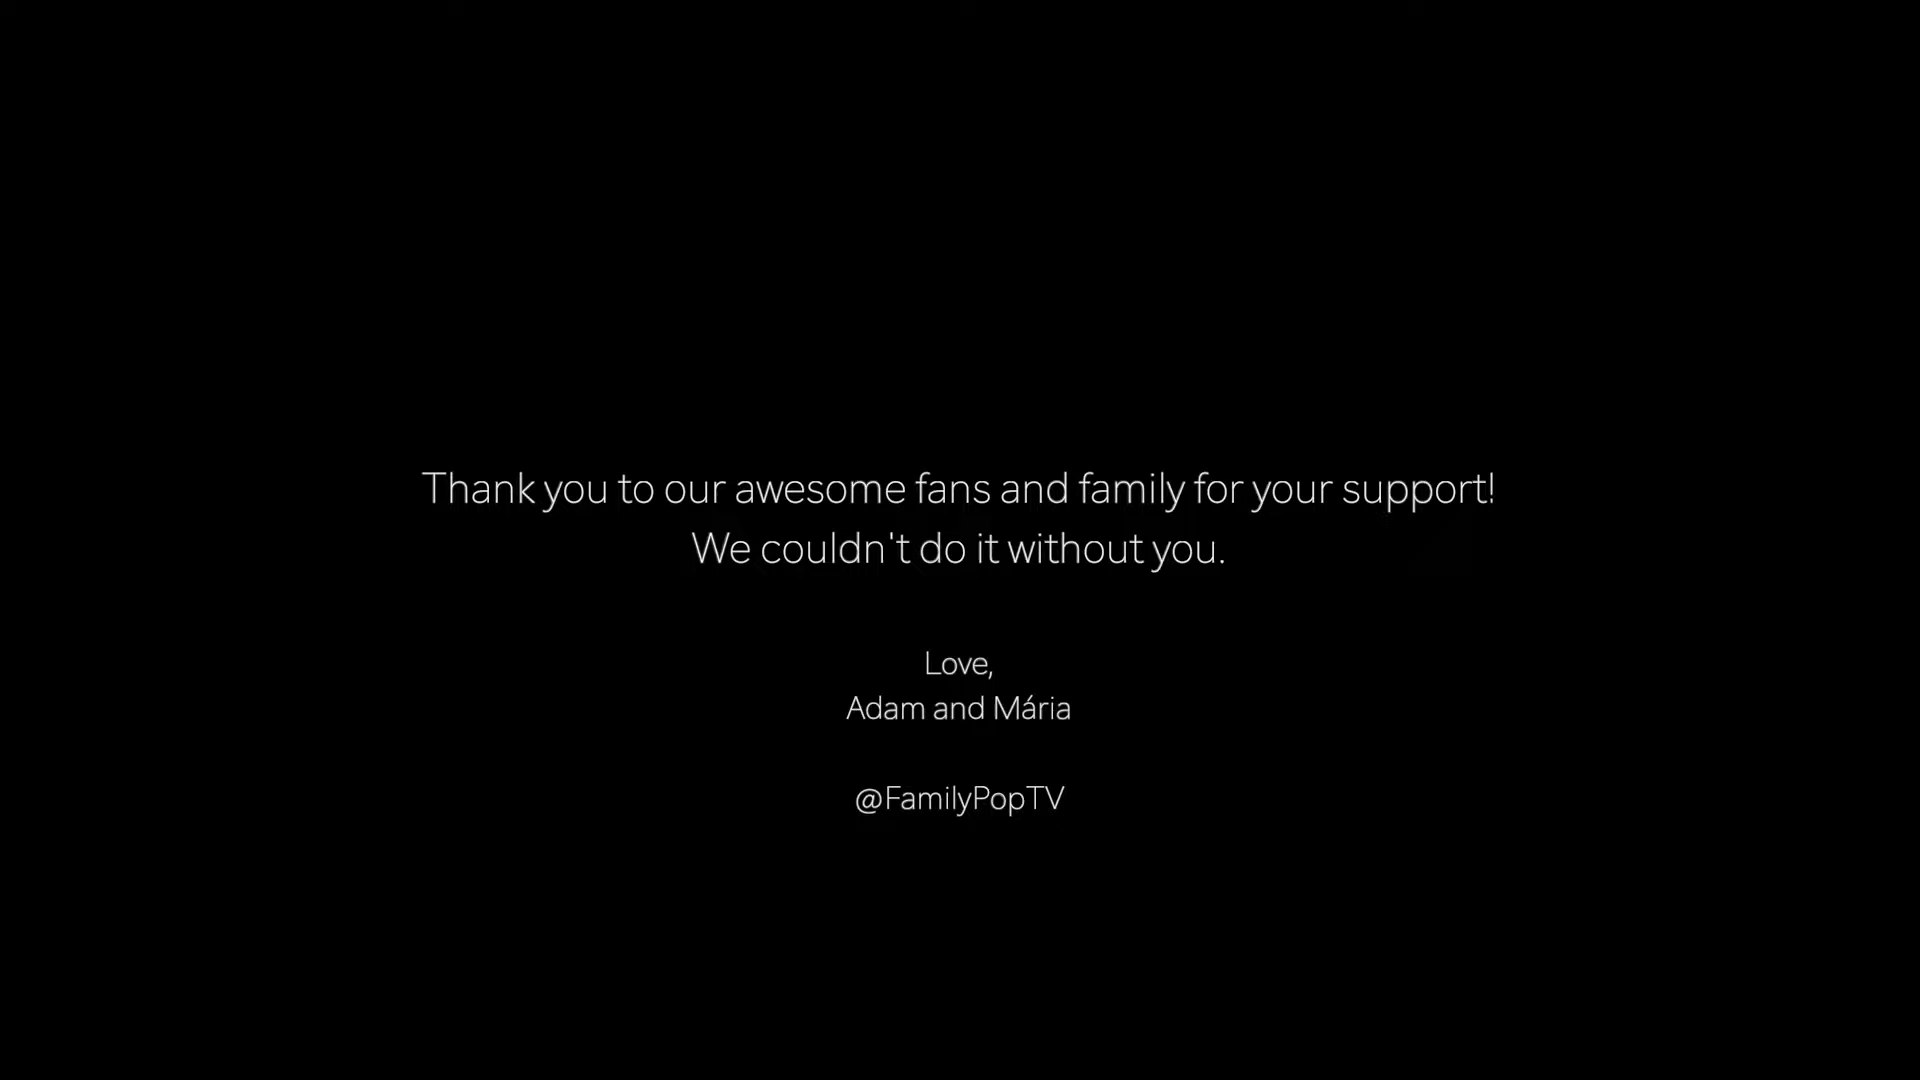 Thank you to our awesome fans and family for your support!
We couldn't do it without you.
Love,
Adam and Mária
@FamilyPopTV